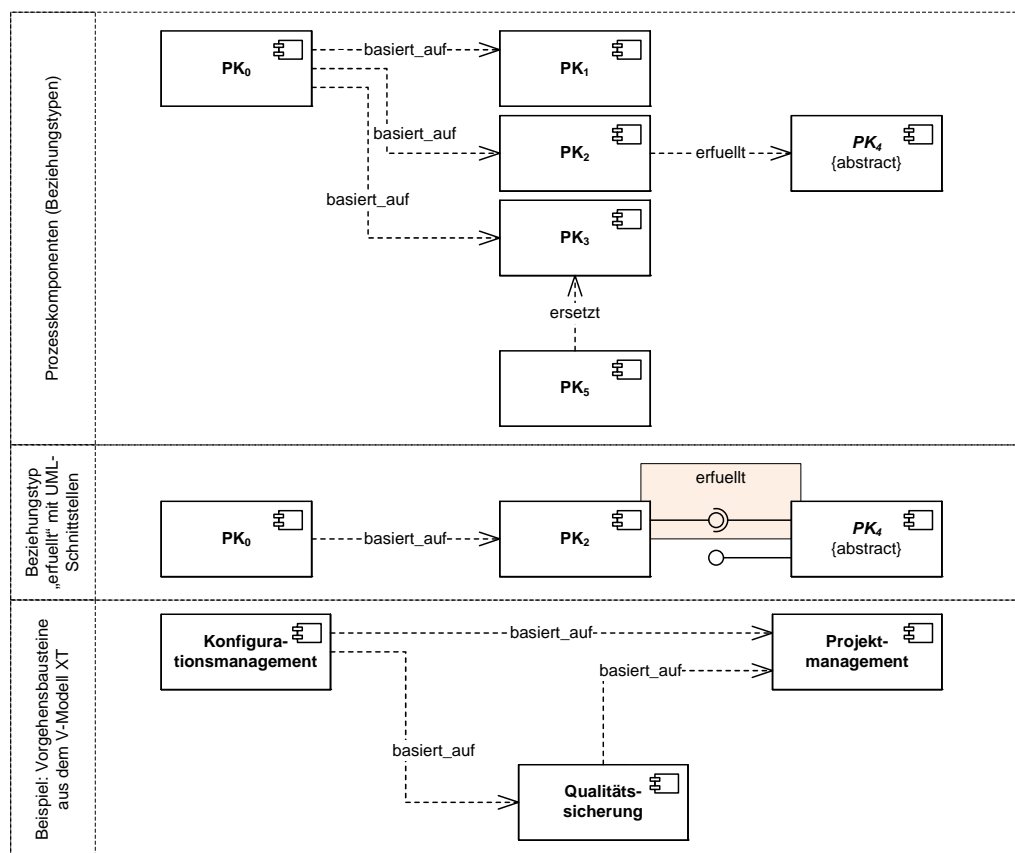 Prozesskomponenten (Beziehungstypen)
PK₀
basiert_auf
PK₁
basiert_auf
PK₂
erfuellt
PK₄
{abstract}
basiert_auf
PK₃
ersetzt
PK₅
Beziehungstyp
„erfuellt“ mit UML-
Schnittstellen
PK₀
basiert_auf
PK₂
erfuellt
PK₄
{abstract}
Beispiel: Vorgehensbausteine
aus dem V-Modell XT
Konfigura-
tionsmanagement
basiert_auf
Projekt-
management
basiert_auf
basiert_auf
Qualitäts-
sicherung